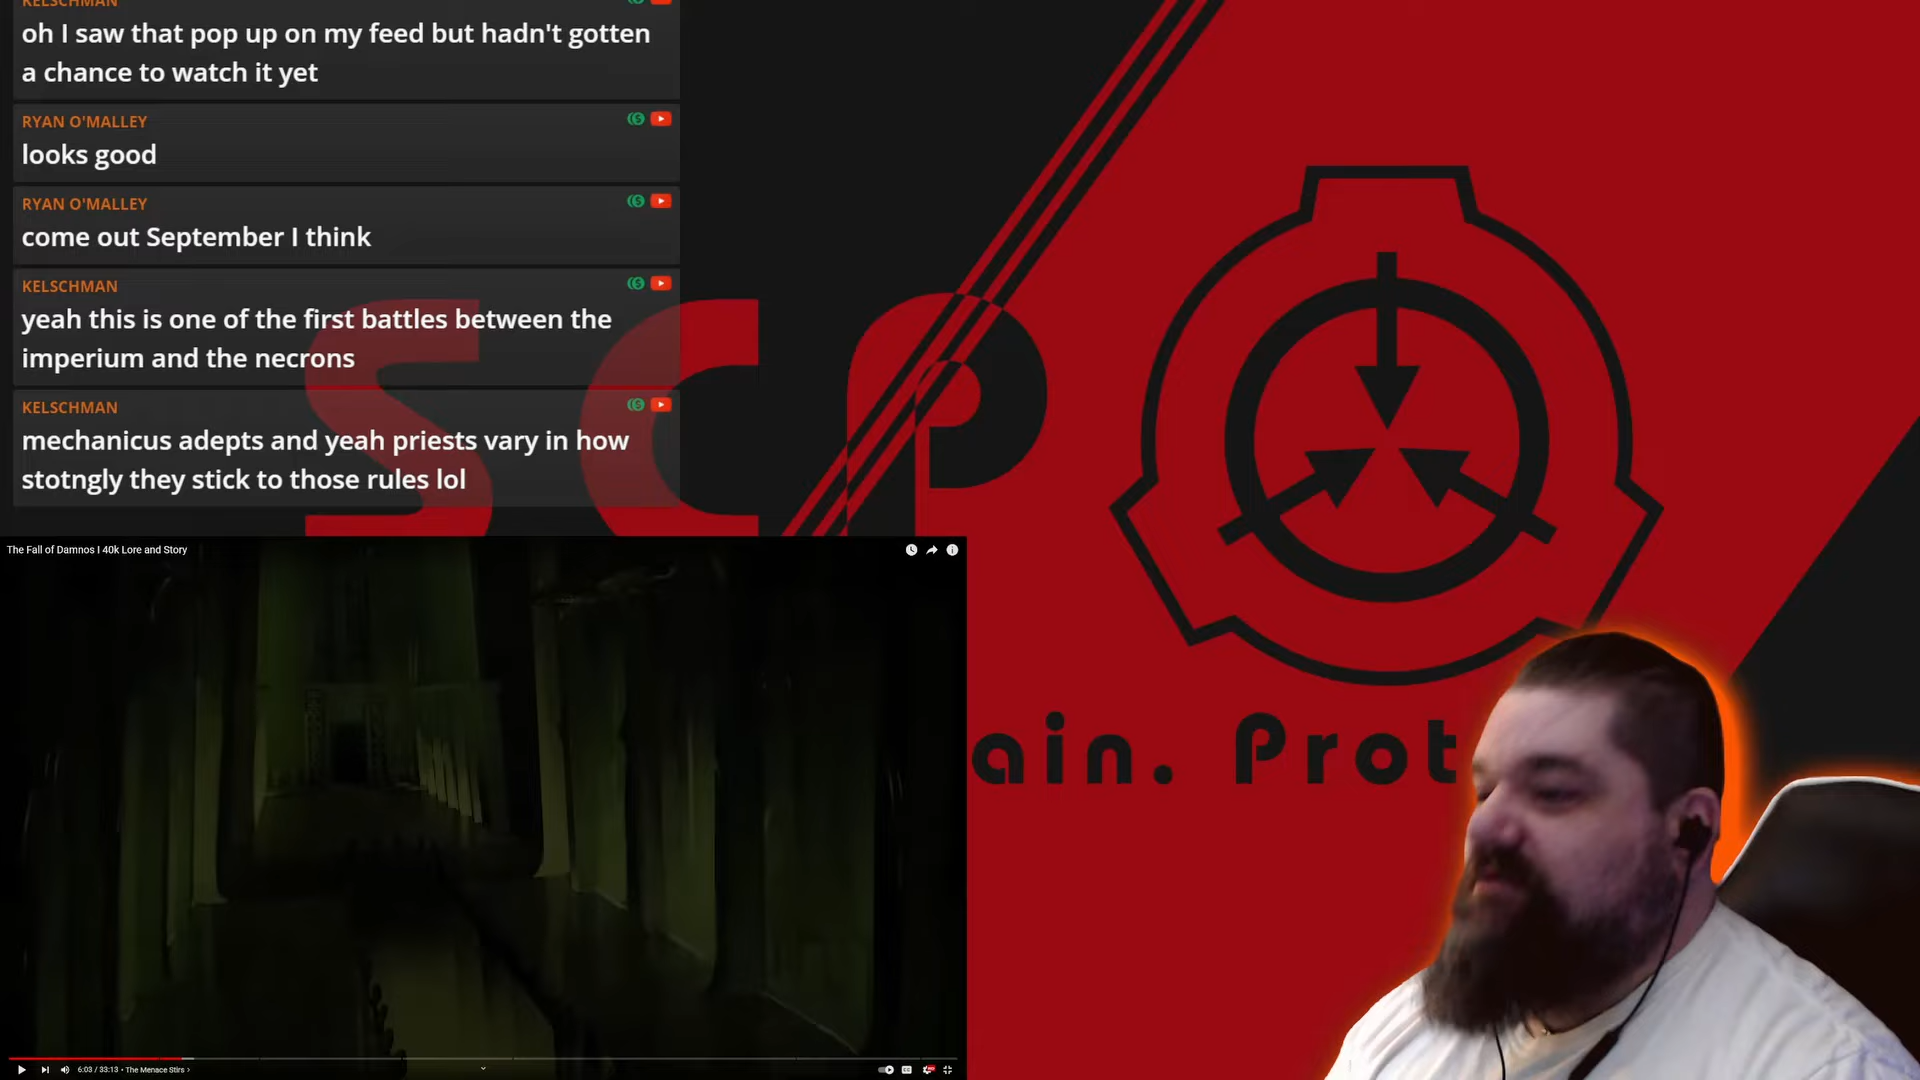 KELSCHMAN
oh I saw that pop up on my feed but hadn't gotten
a chance to watch it yet
RYAN O'MALLEY
looks good
RYAN O'MALLEY
come out September I think
KELSCHMAN
yeah this is one of the first battles between the
imperium and the necrons
KELSCHMAN
mechanicus adepts and yeah priests vary in how
stotngly they stick to those rules lol
SCP
ain. Prot
The Fall of Damnos I 40k Lore and Story
6:03 / 33:13 • The Menace Stirs >